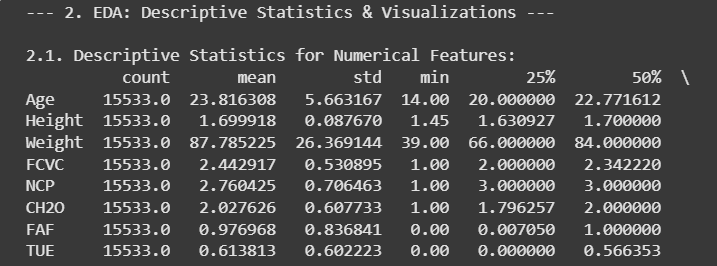 --- 2. EDA: Descriptive Statistics & Visualizations ---
2.1. Descriptive Statistics for Numerical Features:
count mean std min 25% 50% \
Age 15533.0 23.816308 5.663167 14.00 20.000000 22.771612
Height 15533.0 1.699918 0.087670 1.45 1.630927 1.700000
Weight 15533.0 87.785225 26.369144 39.00 66.000000 84.000000
FCVC 15533.0 2.442917 0.530895 1.00 2.000000 2.342220
NCP 15533.0 2.760425 0.706463 1.00 3.000000 3.000000
CH2O 15533.0 2.027626 0.607733 1.00 1.796257 2.000000
FAF 15533.0 0.976968 0.836841 0.00 0.007050 1.000000
TUE 15533.0 0.613813 0.602223 0.00 0.000000 0.566353